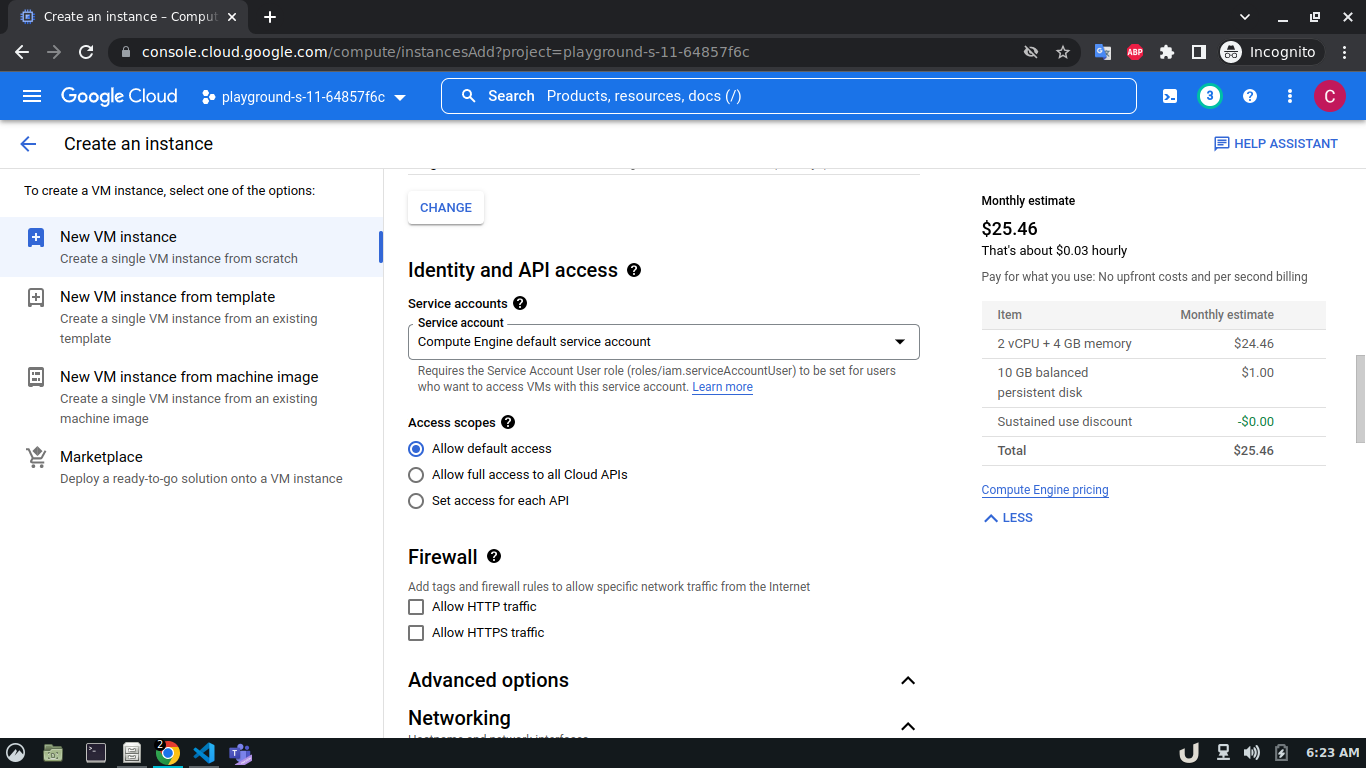 Create an instance – Comput
console.cloud.google.com/compute/instancesAdd?project=playground-s-11-64857f6c
ABP
Incognito
Google Cloud
playground-s-11-64857f6c
Search Products, resources, docs (/)
3
C
Create an instance
HELP ASSISTANT
To create a VM instance, select one of the options:
New VM instance
Create a single VM instance from scratch
New VM instance from template
Create a single VM instance from an existing
template
New VM instance from machine image
Create a single VM instance from an existing
machine image
Marketplace
Deploy a ready-to-go solution onto a VM instance
CHANGE
Identity and API access
Service accounts
Service account
Compute Engine default service account
Requires the Service Account User role (roles/iam.serviceAccountUser) to be set for users
who want to access VMs with this service account. Learn more
Access scopes
Allow default access
Allow full access to all Cloud APIs
Set access for each API
Firewall
Add tags and firewall rules to allow specific network traffic from the Internet
Allow HTTP traffic
Allow HTTPS traffic
Advanced options
Networking
Hostname and network interfaces
Monthly estimate
$25.46
That's about $0.03 hourly
Pay for what you use: No upfront costs and per second billing
Item Monthly estimate
2 vCPU + 4 GB memory $24.46
10 GB balanced $1.00
persistent disk
Sustained use discount -$0.00
Total $25.46
Compute Engine pricing
LESS
2
6:23 AM